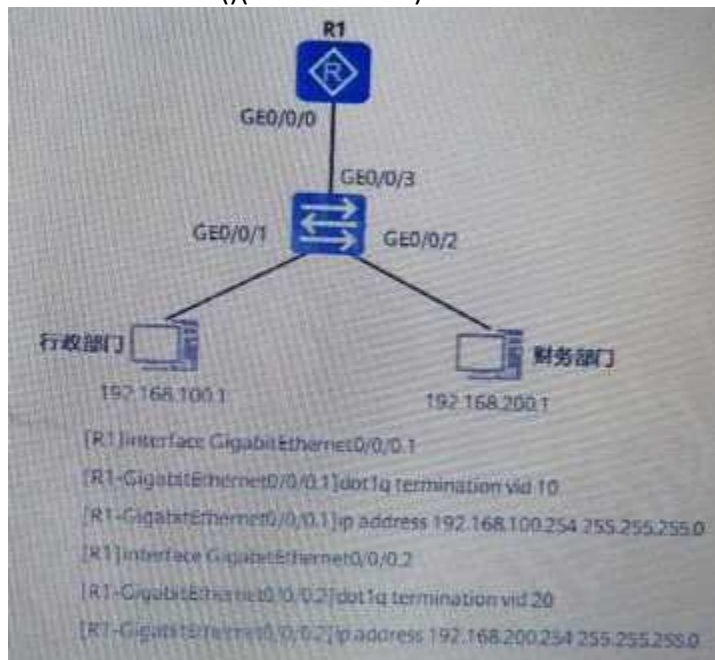 ()(
)
R1
R
GE0/0/0
GE0/0/3
GE0/0/1
GE0/0/2
行政部门
财务部门
192.168.100.1
192.168.200.1
[R1]interface GigabitEthernet0/0/0.1
[R1-GigabitEthernet0/0/0.1]dot1q termination vid 10
[R1-GigabitEthernet0/0/0.1]ip address 192.168.100.254 255.255.255.0
[R1]interface GigabitEthernet0/0/0.2
[R1-GigabitEthernet0/0/0.2]dot1q termination vid 20
[R1-GigabitEthernet0/0/0.2]ip address 192.168.200.254 255.255.255.0